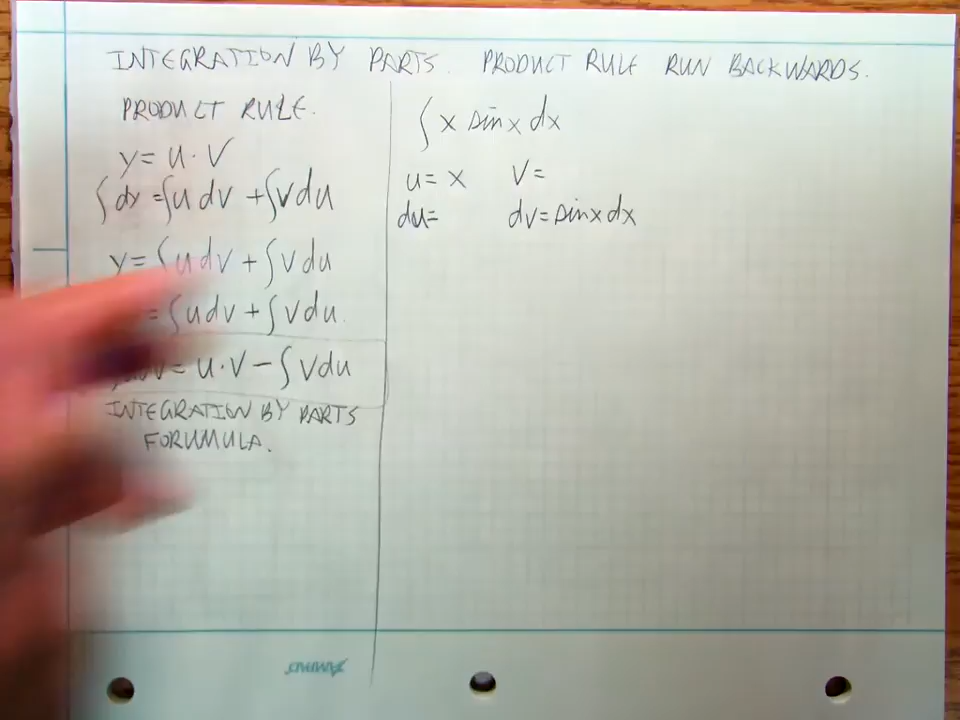 INTEGRATION BY PARTS. PRODUCT RULE RUN BACKWARDS.
PRODUCT RULE.
y = u · v
∫ dx = ∫ u dv + ∫ v du
y = ∫ u dv + ∫ v du
= ∫ u dv + ∫ v du.
= u · v − ∫ v du
INTEGRATION BY PARTS
FORUMULA.
∫ x sin x dx
u = x v =
du = dv = sin x dx